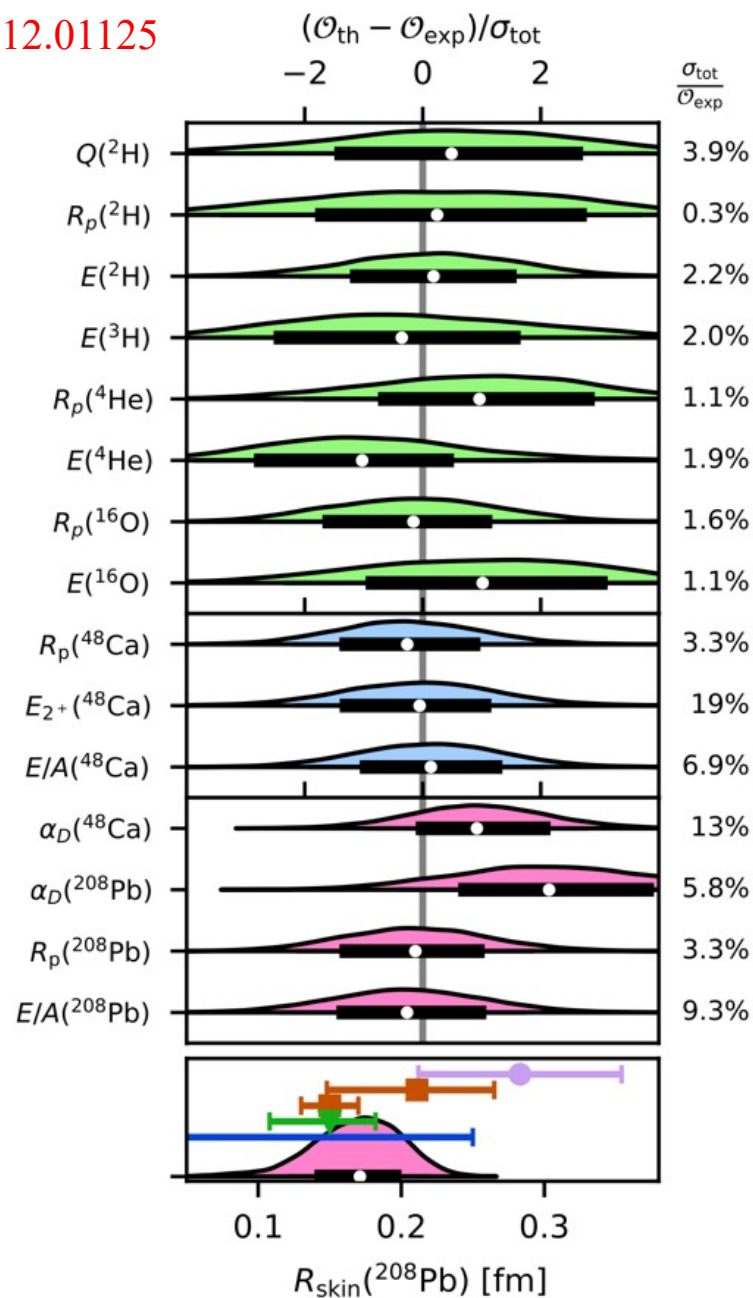 12.01125
(𝒪th − 𝒪exp)/σtot
−2 0 2
σtot/𝒪exp
Q(²H) 3.9%
Rp(²H) 0.3%
E(²H) 2.2%
E(³H) 2.0%
Rp(⁴He) 1.1%
E(⁴He) 1.9%
Rp(¹⁶O) 1.6%
E(¹⁶O) 1.1%
Rp(⁴⁸Ca) 3.3%
E2+(⁴⁸Ca) 19%
E/A(⁴⁸Ca) 6.9%
αD(⁴⁸Ca) 13%
αD(²⁰⁸Pb) 5.8%
Rp(²⁰⁸Pb) 3.3%
E/A(²⁰⁸Pb) 9.3%
0.1 0.2 0.3
Rskin(²⁰⁸Pb) [fm]